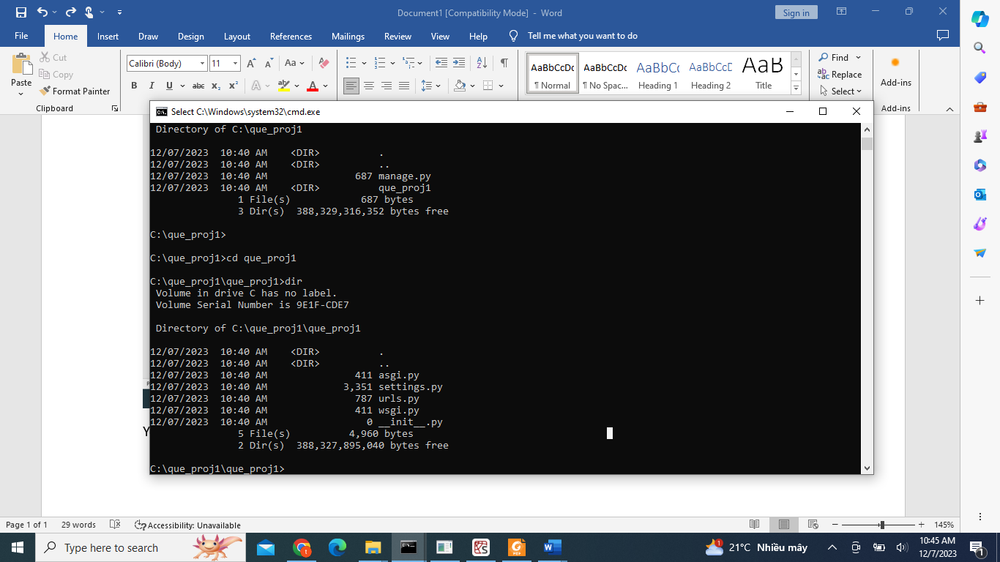 Document1 [Compatibility Mode] - Word
Sign in
File Home Insert Draw Design Layout References Mailings Review View Help Tell me what you want to do
Paste
Cut
Copy
Format Painter
Clipboard
Calibri (Body) 11
AaBbCcDc AaBbCcDc AaBbCc AaBbCcD AaB
¶ Normal ¶ No Spac... Heading 1 Heading 2 Title
Find
Replace
Select
Add-ins
Add-ins
Select C:\Windows\system32\cmd.exe
Directory of C:\que_proj1
12/07/2023 10:40 AM <DIR> .
12/07/2023 10:40 AM <DIR> ..
12/07/2023 10:40 AM 687 manage.py
12/07/2023 10:40 AM <DIR> que_proj1
1 File(s) 687 bytes
3 Dir(s) 388,329,316,352 bytes free
C:\que_proj1>
C:\que_proj1>cd que_proj1
C:\que_proj1\que_proj1>dir
Volume in drive C has no label.
Volume Serial Number is 9E1F-CDE7
Directory of C:\que_proj1\que_proj1
12/07/2023 10:40 AM <DIR> .
12/07/2023 10:40 AM <DIR> ..
12/07/2023 10:40 AM 411 asgi.py
12/07/2023 10:40 AM 3,351 settings.py
12/07/2023 10:40 AM 787 urls.py
12/07/2023 10:40 AM 411 wsgi.py
12/07/2023 10:40 AM 0 __init__.py
5 File(s) 4,960 bytes
2 Dir(s) 388,327,895,040 bytes free
C:\que_proj1\que_proj1>
Page 1 of 1 29 words Accessibility: Unavailable 145%
Type here to search
21°C Nhiều mây
10:45 AM
12/7/2023